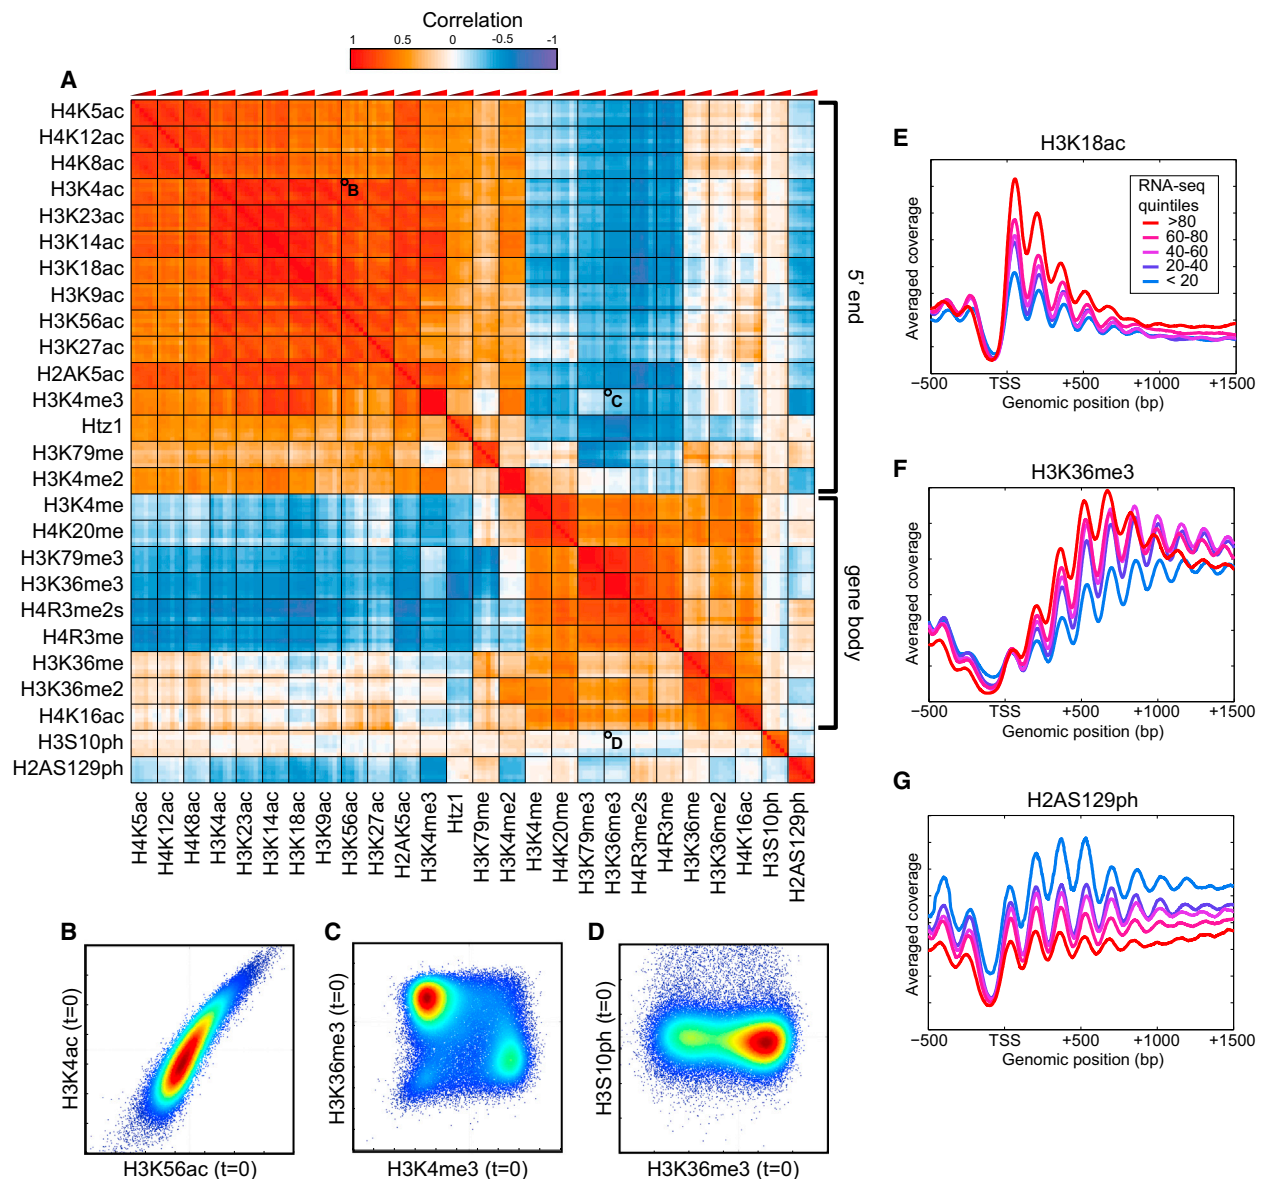 Correlation
1 0.5 0 -0.5 -1
A
H4K5ac
H4K12ac
H4K8ac
H3K4ac
H3K23ac
H3K14ac
H3K18ac
H3K9ac
H3K56ac
H3K27ac
H2AK5ac
H3K4me3
Htz1
H3K79me
H3K4me2
H3K4me
H4K20me
H3K79me3
H3K36me3
H4R3me2s
H4R3me
H3K36me
H3K36me2
H4K16ac
H3S10ph
H2AS129ph
B
C
D
5' end
gene body
H4K5ac
H4K12ac
H4K8ac
H3K4ac
H3K23ac
H3K14ac
H3K18ac
H3K9ac
H3K56ac
H3K27ac
H2AK5ac
H3K4me3
Htz1
H3K79me
H3K4me2
H3K4me
H4K20me
H3K79me3
H3K36me3
H4R3me2s
H4R3me
H3K36me
H3K36me2
H4K16ac
H3S10ph
H2AS129ph
B
H3K4ac (t=0)
H3K56ac (t=0)
C
H3K36me3 (t=0)
H3K4me3 (t=0)
D
H3S10ph (t=0)
H3K36me3 (t=0)
E
H3K18ac
RNA-seq
quintiles
>80
60-80
40-60
20-40
< 20
Averaged coverage
−500 TSS +500 +1000 +1500
Genomic position (bp)
F
H3K36me3
Averaged coverage
−500 TSS +500 +1000 +1500
Genomic position (bp)
G
H2AS129ph
Averaged coverage
−500 TSS +500 +1000 +1500
Genomic position (bp)